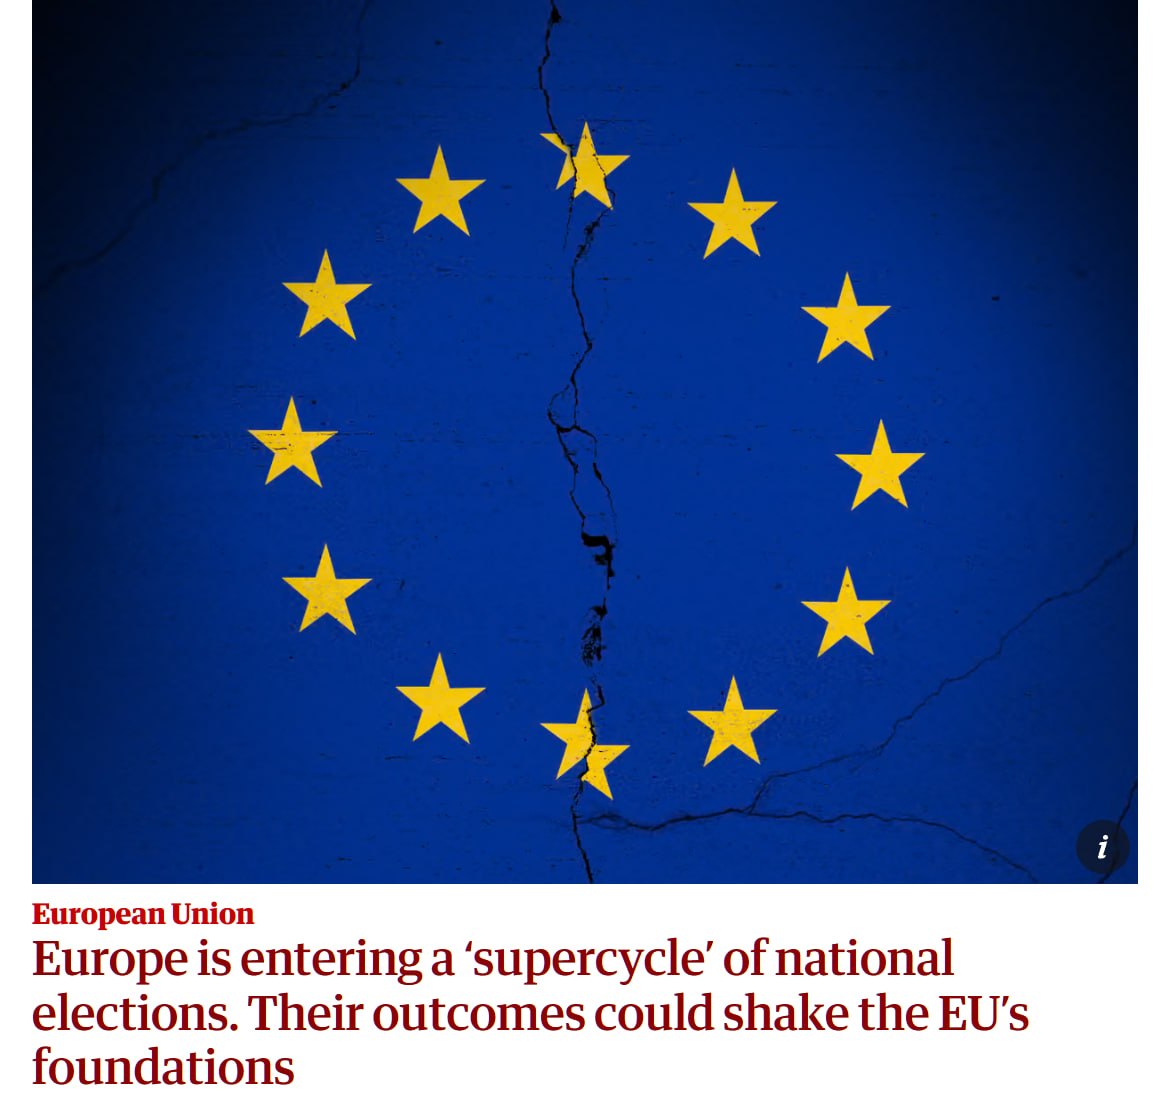 i
European Union
Europe is entering a ‘supercycle’ of national
elections. Their outcomes could shake the EU’s
foundations